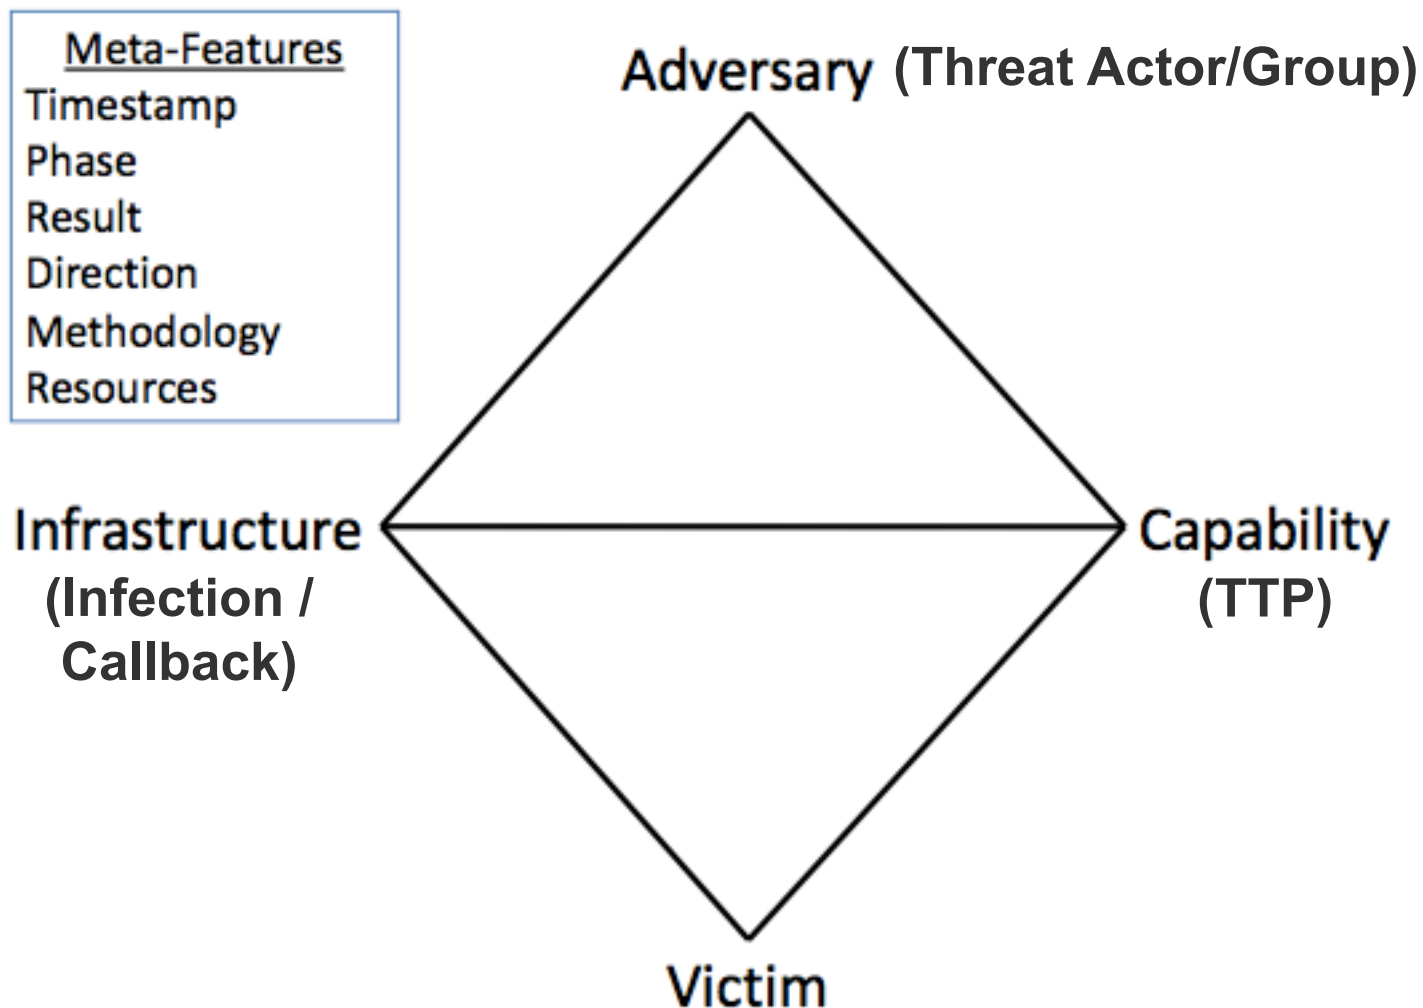 Meta-Features
Timestamp
Phase
Result
Direction
Methodology
Resources
Adversary (Threat Actor/Group)
Infrastructure
(Infection /
Callback)
Capability
(TTP)
Victim